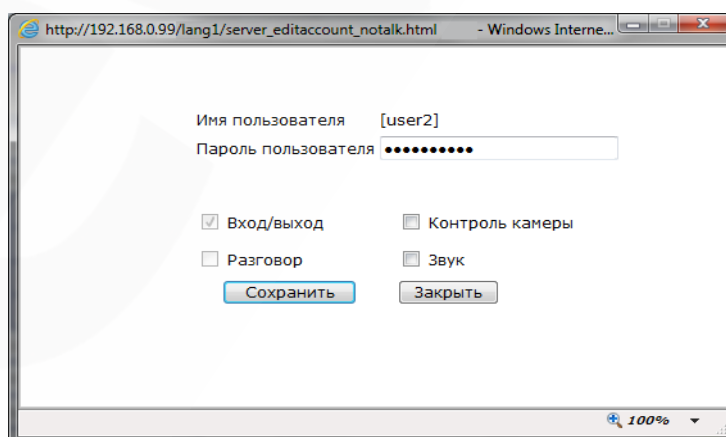 http://192.168.0.99/lang1/server_editaccount_notalk.html - Windows Interne...
Имя пользователя [user2]
Пароль пользователя ●●●●●●●●●●
Вход/выход Контроль камеры
Разговор Звук
Сохранить Закрыть
100%